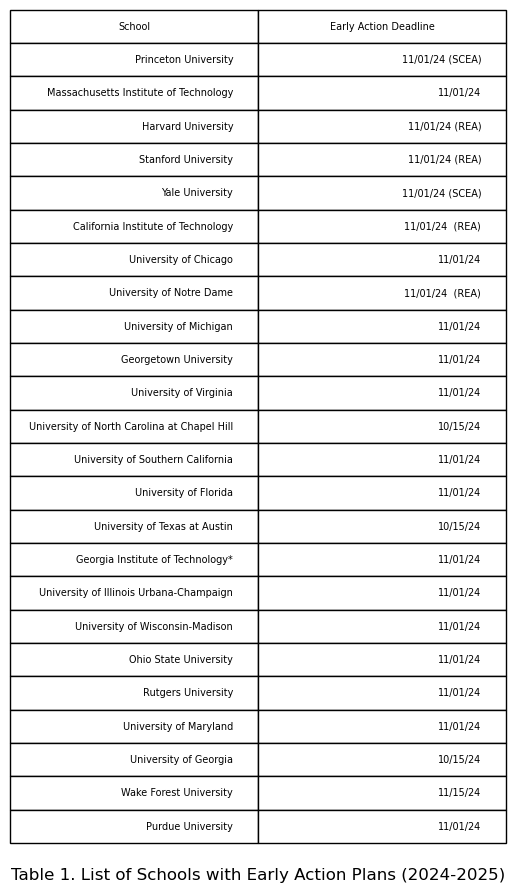 School Early Action Deadline
Princeton University 11/01/24 (SCEA)
Massachusetts Institute of Technology 11/01/24
Harvard University 11/01/24 (REA)
Stanford University 11/01/24 (REA)
Yale University 11/01/24 (SCEA)
California Institute of Technology 11/01/24  (REA)
University of Chicago 11/01/24
University of Notre Dame 11/01/24  (REA)
University of Michigan 11/01/24
Georgetown University 11/01/24
University of Virginia 11/01/24
University of North Carolina at Chapel Hill 10/15/24
University of Southern California 11/01/24
University of Florida 11/01/24
University of Texas at Austin 10/15/24
Georgia Institute of Technology* 11/01/24
University of Illinois Urbana-Champaign 11/01/24
University of Wisconsin-Madison 11/01/24
Ohio State University 11/01/24
Rutgers University 11/01/24
University of Maryland 11/01/24
University of Georgia 10/15/24
Wake Forest University 11/15/24
Purdue University 11/01/24
Table 1. List of Schools with Early Action Plans (2024-2025)